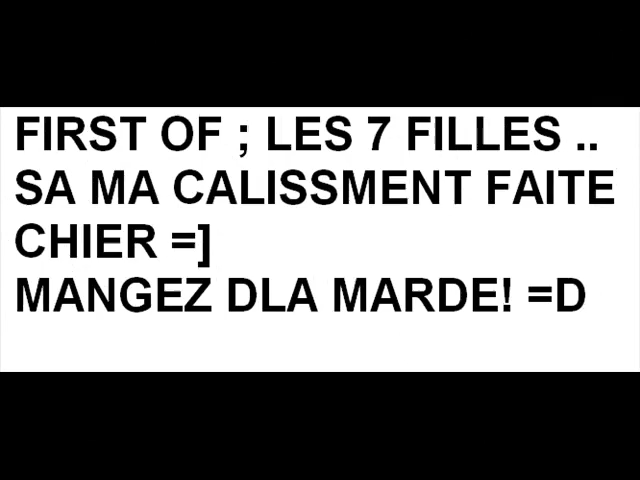 FIRST OF ; LES 7 FILLES ..
SA MA CALISSMENT FAITE
CHIER =]
MANGEZ DLA MARDE! =D